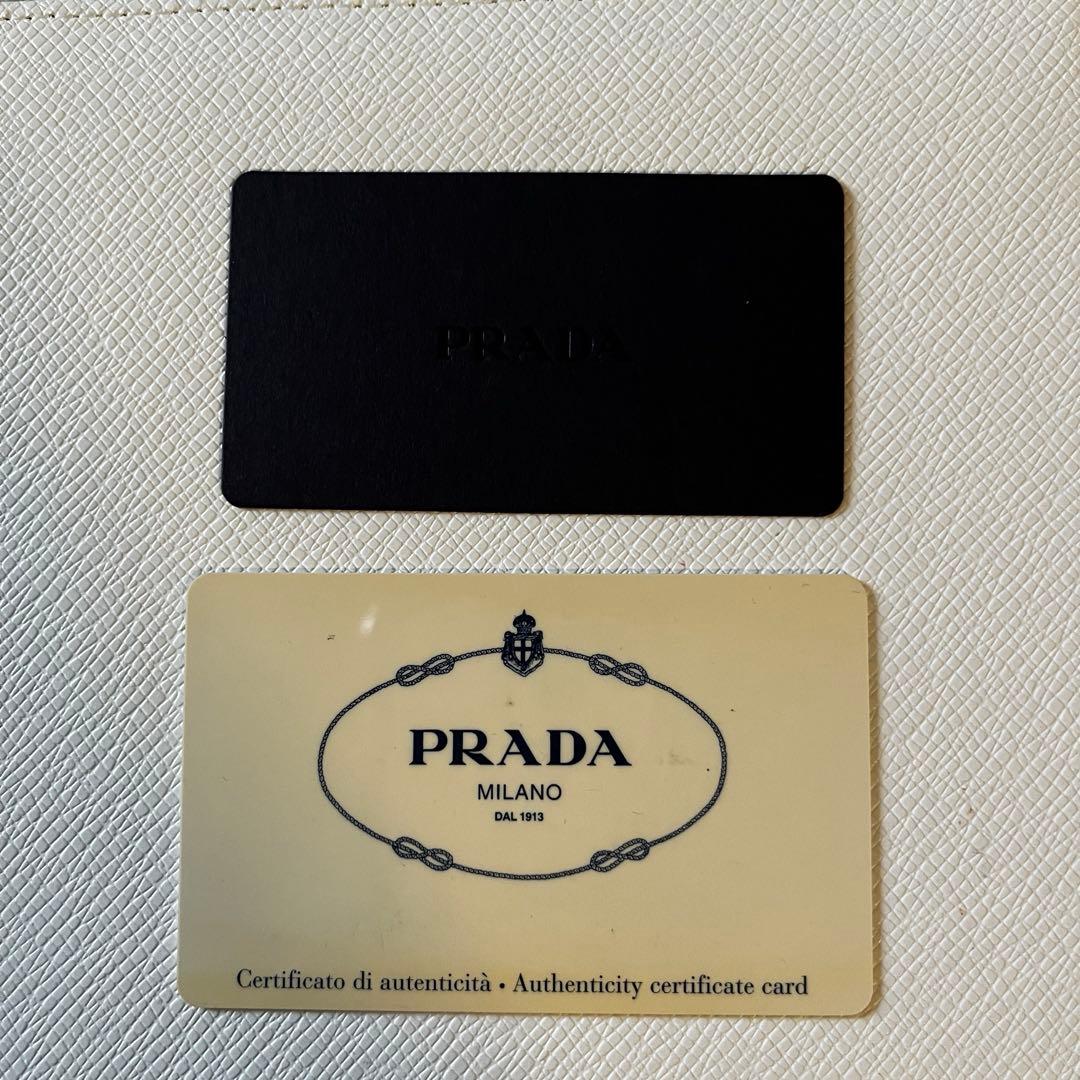 PRADA
PRADA
MILANO
DAL 1913
Certificato di autenticità • Authenticity certificate card